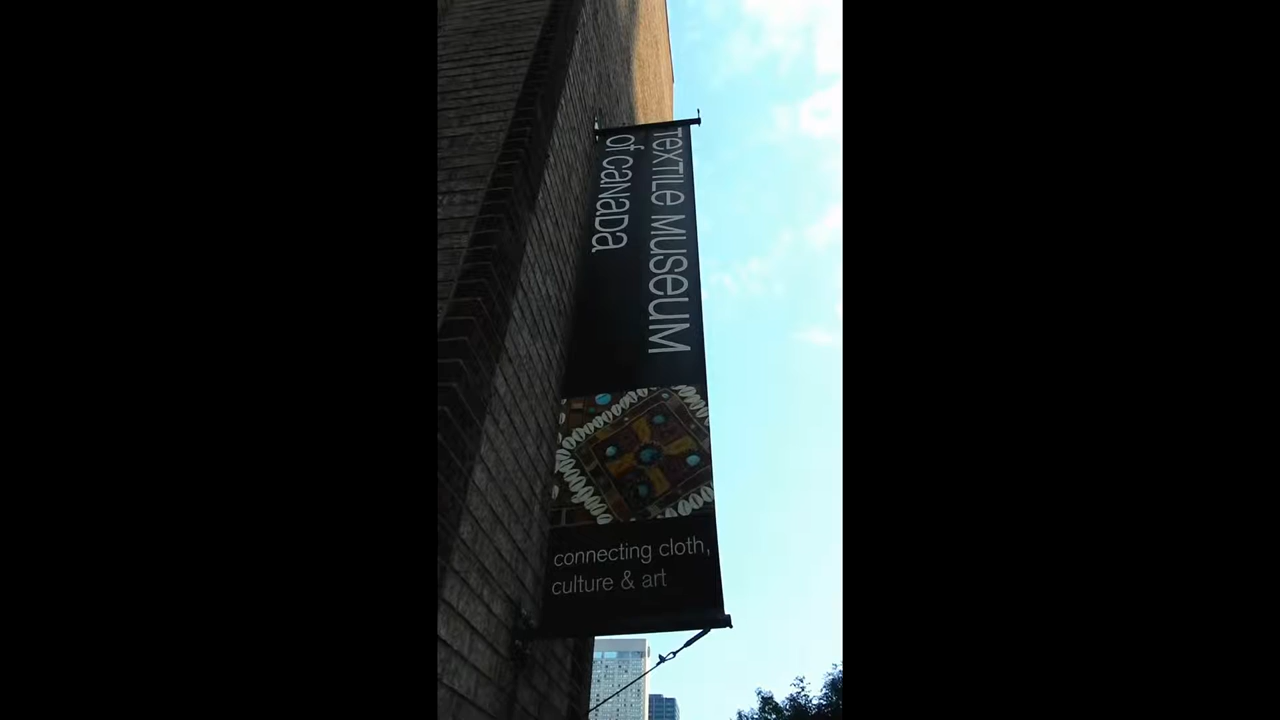 TEXTILE MUSEUM
OF CANADA
connecting cloth,
culture & art